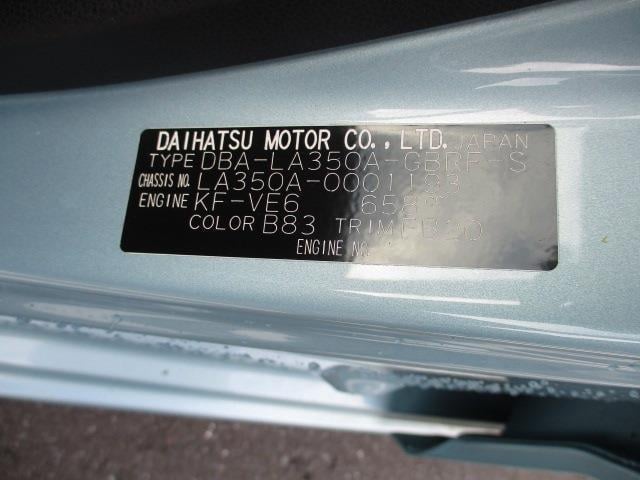 DAIHATSU MOTOR CO., LTD. JAPAN
TYPE DBA-LA350A-GBRF-S
CHASSIS NO. LA350A-0001193
ENGINE KF-VE6 658
COLOR B83 TRIM FB20
ENGINE NO.